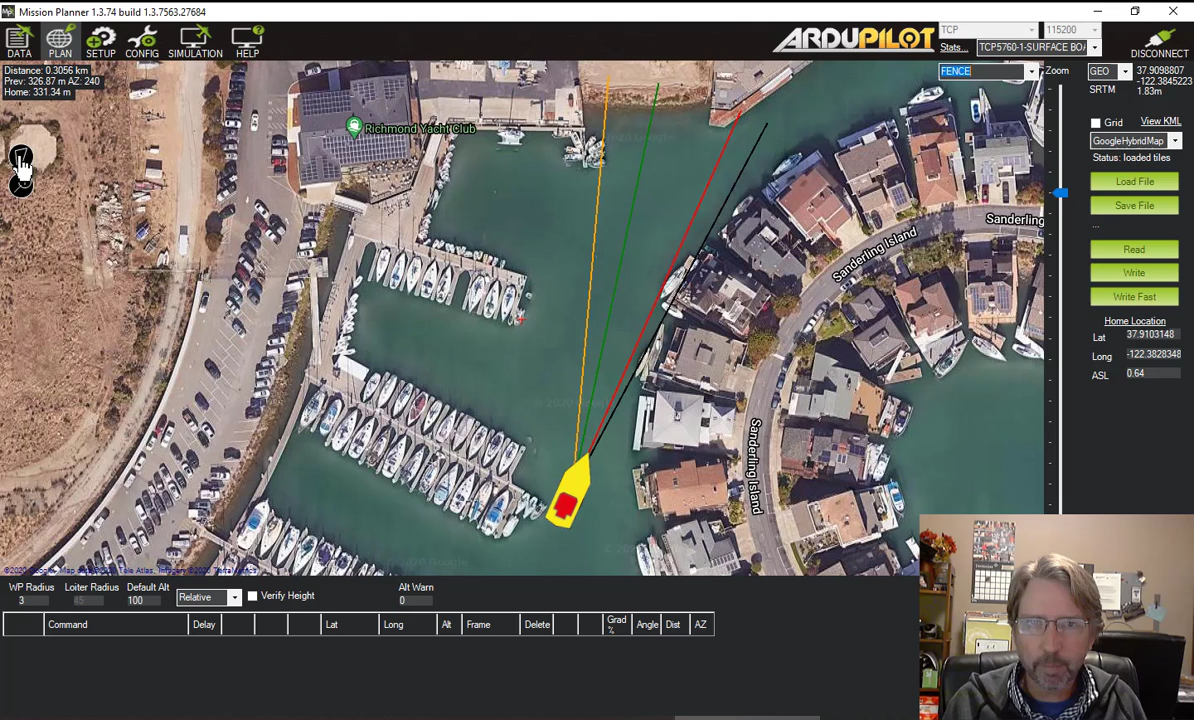 Mission Planner 1.3.74 build 1.3.7563.27684
DATA PLAN SETUP CONFIG SIMULATION HELP
ARDUPILOT
TCP 115200
Stats... TCP5760-1-SURFACE BOA
DISCONNECT
Distance: 0.3056 km
Prev: 326.87 m AZ: 240
Home: 331.34 m
FENCE
Zoom
GEO 37.9098807
-122.3845223
SRTM 1.83m
Grid View KML
GoogleHybridMap
Status: loaded tiles
Load File
Save File
...
Read
Write
Write Fast
Home Location
Lat 37.9103148
Long -122.3828348
ASL 0.64
Richmond Yacht Club
Sanderling
Sanderling Island
Sanderling Island
WP Radius Loiter Radius Default Alt Alt Warn
3 45 100 Relative Verify Height 0
Command Delay Lat Long Alt Frame Delete Grad % Angle Dist AZ